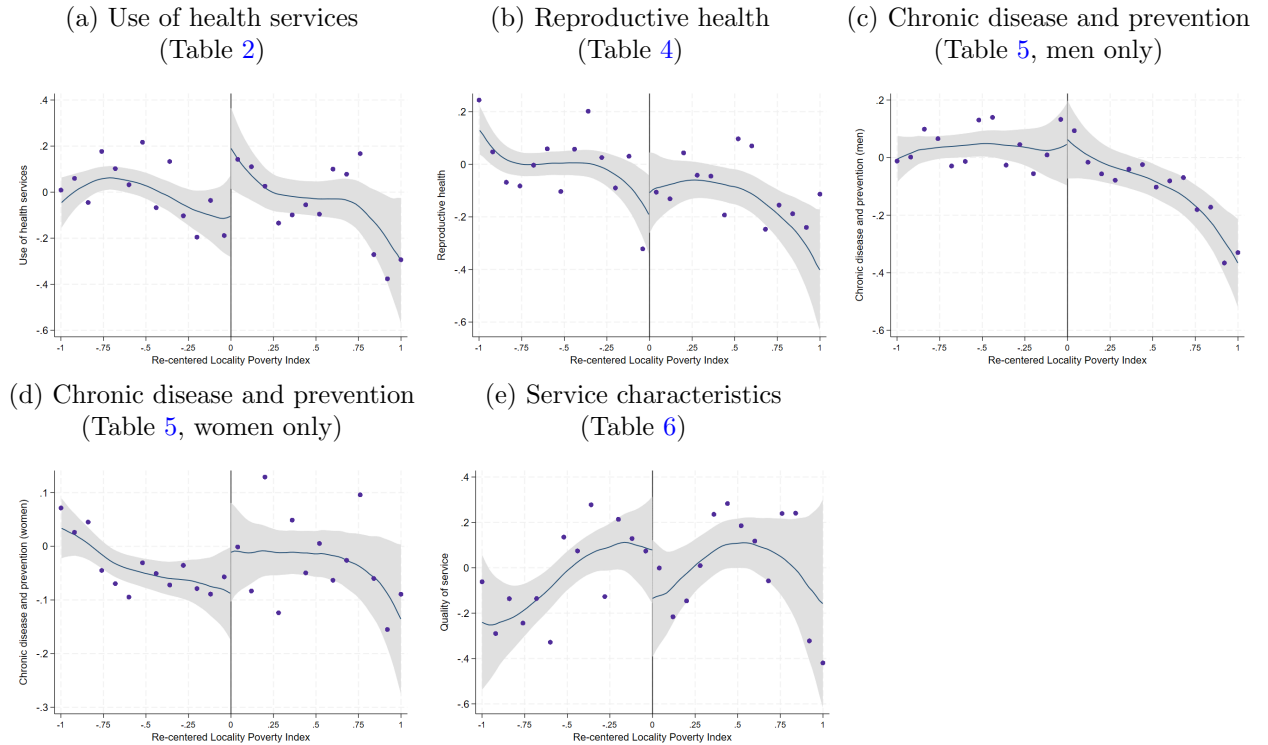 (a) Use of health services
(Table 2)
(b) Reproductive health
(Table 4)
(c) Chronic disease and prevention
(Table 5, men only)
Use of health services
.4
.2
0
-.2
-.4
-.6
-1 -.75 -.5 -.25 0 .25 .5 .75 1
Re-centered Locality Poverty Index
Reproductive health
.2
0
-.2
-.4
-.6
-1 -.75 -.5 -.25 0 .25 .5 .75 1
Re-centered Locality Poverty Index
Chronic disease and prevention (men)
.2
0
-.2
-.4
-.6
-1 -.75 -.5 -.25 0 .25 .5 .75 1
Re-centered Locality Poverty Index
(d) Chronic disease and prevention
(Table 5, women only)
(e) Service characteristics
(Table 6)
Chronic disease and prevention (women)
.1
0
-.1
-.2
-.3
-1 -.75 -.5 -.25 0 .25 .5 .75 1
Re-centered Locality Poverty Index
Quality of service
.4
.2
0
-.2
-.4
-.6
-1 -.75 -.5 -.25 0 .25 .5 .75 1
Re-centered Locality Poverty Index